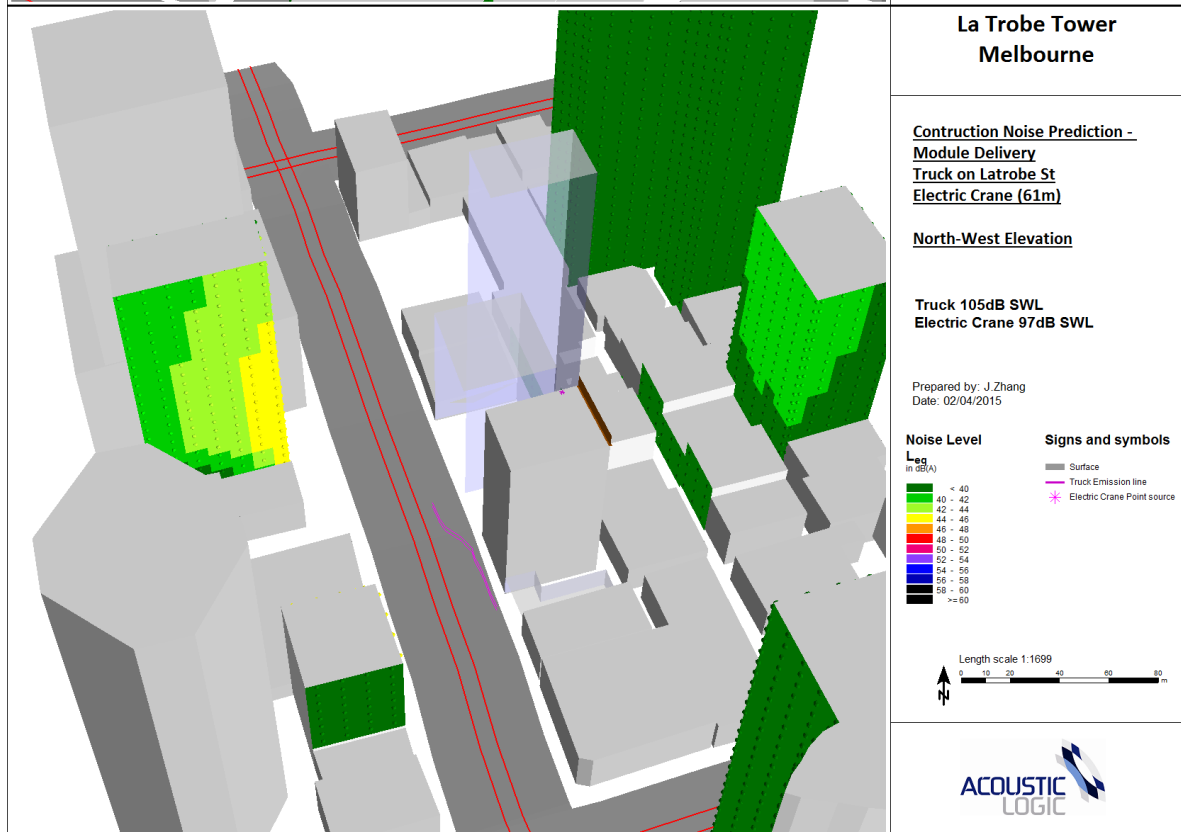 La Trobe Tower
Melbourne
Contruction Noise Prediction -
Module Delivery
Truck on Latrobe St
Electric Crane (61m)
North-West Elevation
Truck 105dB SWL
Electric Crane 97dB SWL
Prepared by: J.Zhang
Date: 02/04/2015
Noise Level
Leq
in dB(A)
< 40
40 - 42
42 - 44
44 - 46
46 - 48
48 - 50
50 - 52
52 - 54
54 - 56
56 - 58
58 - 60
>= 60
Signs and symbols
Surface
Truck Emission line
Electric Crane Point source
Length scale 1:1699
0 10 20 40 60 80
m
N
ACOUSTIC
LOGIC